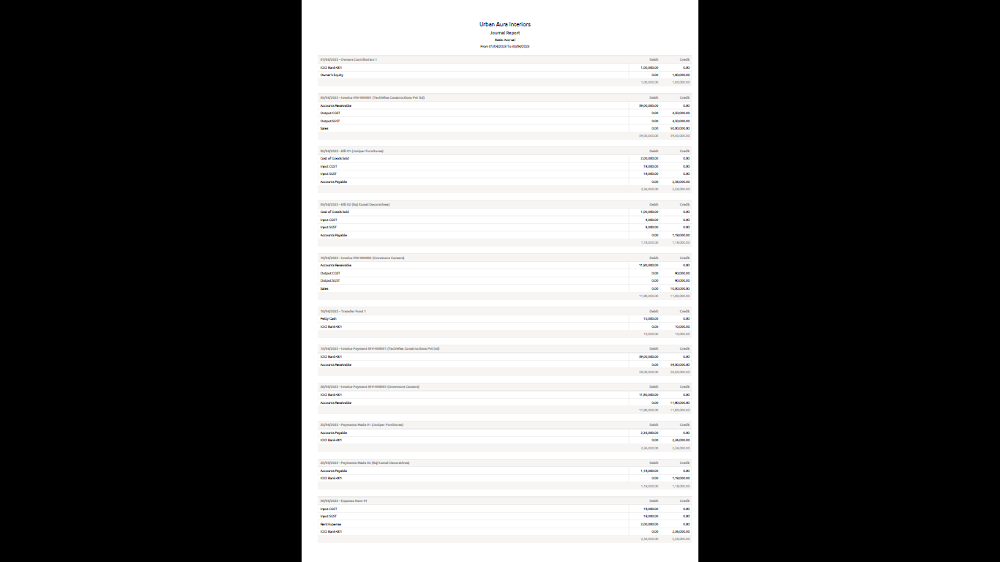 Urban Aura Interiors
Journal Report
Basis: Accrual
From 01/04/2023 To 30/04/2023
01/04/2023 - Owners Contribution 1 Debit Credit
ICICI Bank-001 1,00,000.00 0.00
Owner's Equity 0.00 1,00,000.00
1,00,000.00 1,00,000.00
05/04/2023 - Invoice INV-000001 (TechWise Constructions Pvt ltd) Debit Credit
Accounts Receivable 59,00,000.00 0.00
Output CGST 0.00 4,50,000.00
Output SGST 0.00 4,50,000.00
Sales 0.00 50,00,000.00
59,00,000.00 59,00,000.00
05/04/2023 - Bill 01 (Juniper Furnitures) Debit Credit
Cost of Goods Sold 2,00,000.00 0.00
Input CGST 18,000.00 0.00
Input SGST 18,000.00 0.00
Accounts Payable 0.00 2,36,000.00
2,36,000.00 2,36,000.00
05/04/2023 - Bill 02 (Raj Kamal Decoratives) Debit Credit
Cost of Goods Sold 1,00,000.00 0.00
Input CGST 9,000.00 0.00
Input SGST 9,000.00 0.00
Accounts Payable 0.00 1,18,000.00
1,18,000.00 1,18,000.00
10/04/2023 - Invoice (Growmore Careers) Debit Credit
Accounts Receivable 11,80,000.00 0.00
Output CGST 0.00 90,000.00
Output SGST 0.00 90,000.00
Sales 0.00 10,00,000.00
11,80,000.00 11,80,000.00
10/04/2023 - Transfer Fund 1 Debit Credit
Petty Cash 10,000.00 0.00
ICICI Bank-001 0.00 10,000.00
10,000.00 10,000.00
15/04/2023 - Invoice Payment INV-000001 (TechWise Constructions Pvt ltd) Debit Credit
ICICI Bank-001 59,00,000.00 0.00
Accounts Receivable 0.00 59,00,000.00
59,00,000.00 59,00,000.00
20/04/2023 - Invoice Payment (Growmore Careers) Debit Credit
ICICI Bank-001 11,80,000.00 0.00
Accounts Receivable 0.00 11,80,000.00
11,80,000.00 11,80,000.00
25/04/2023 - Payments Made 01 (Juniper Furnitures) Debit Credit
Accounts Payable 2,36,000.00 0.00
ICICI Bank-001 0.00 2,36,000.00
2,36,000.00 2,36,000.00
25/04/2023 - Payments Made 02 (Raj Kamal Decoratives) Debit Credit
Accounts Payable 1,18,000.00 0.00
ICICI Bank-001 0.00 1,18,000.00
1,18,000.00 1,18,000.00
30/04/2023 - Expense Rent 01 Debit Credit
Input CGST 18,000.00 0.00
Input SGST 18,000.00 0.00
Rent Expense 2,00,000.00 0.00
ICICI Bank-001 0.00 2,36,000.00
2,36,000.00 2,36,000.00